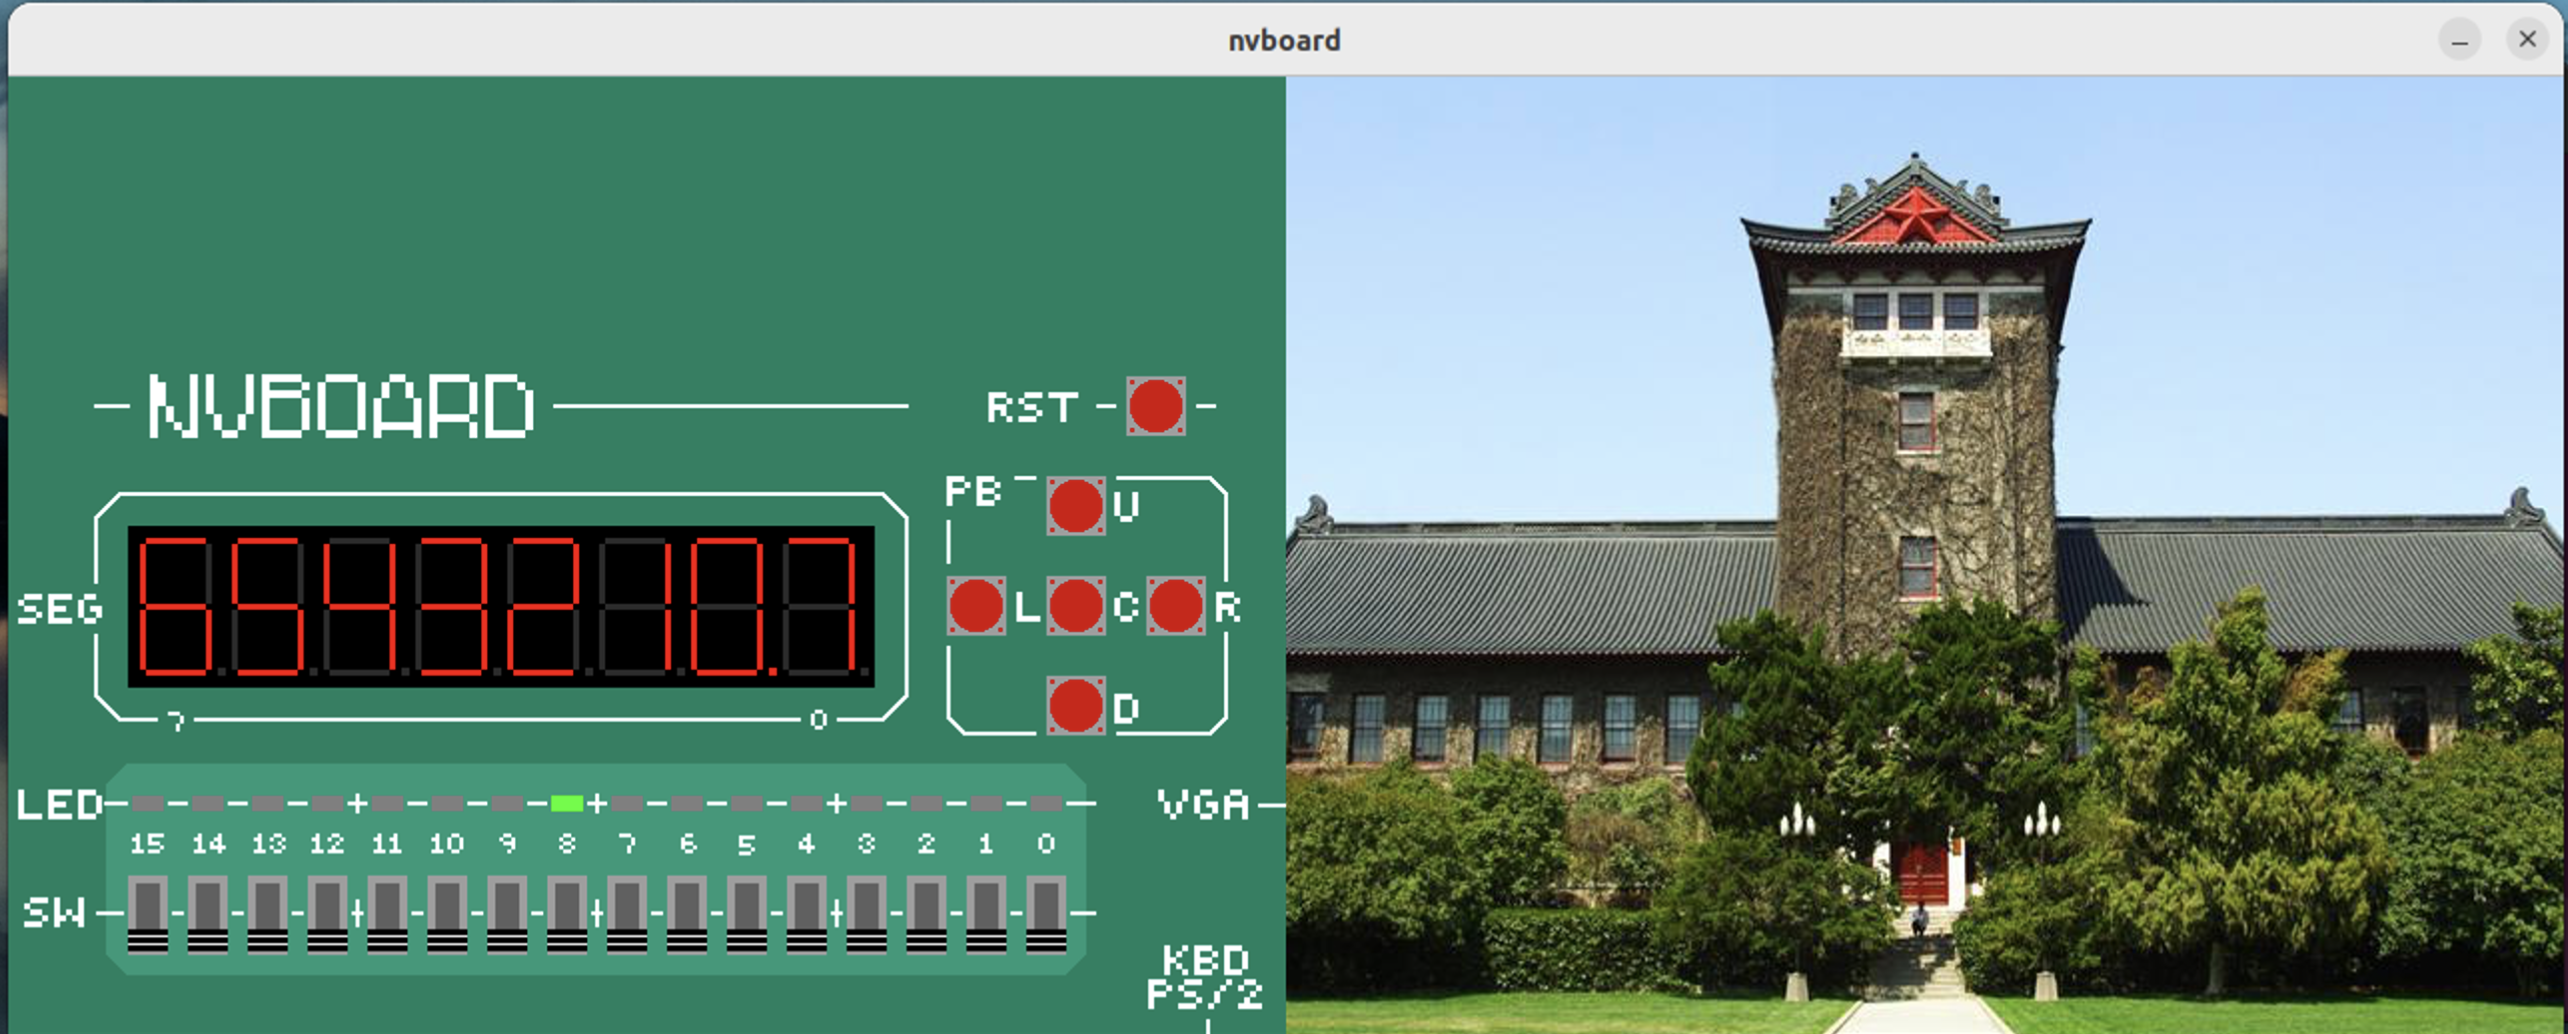 nvboard
NVBOARD
RST
PB U
SEG 6543210.7
L C R
D
7 0
LED
VGA
15 14 13 12 11 10 9 8 7 6 5 4 3 2 1 0
SW
KBD
PS/2